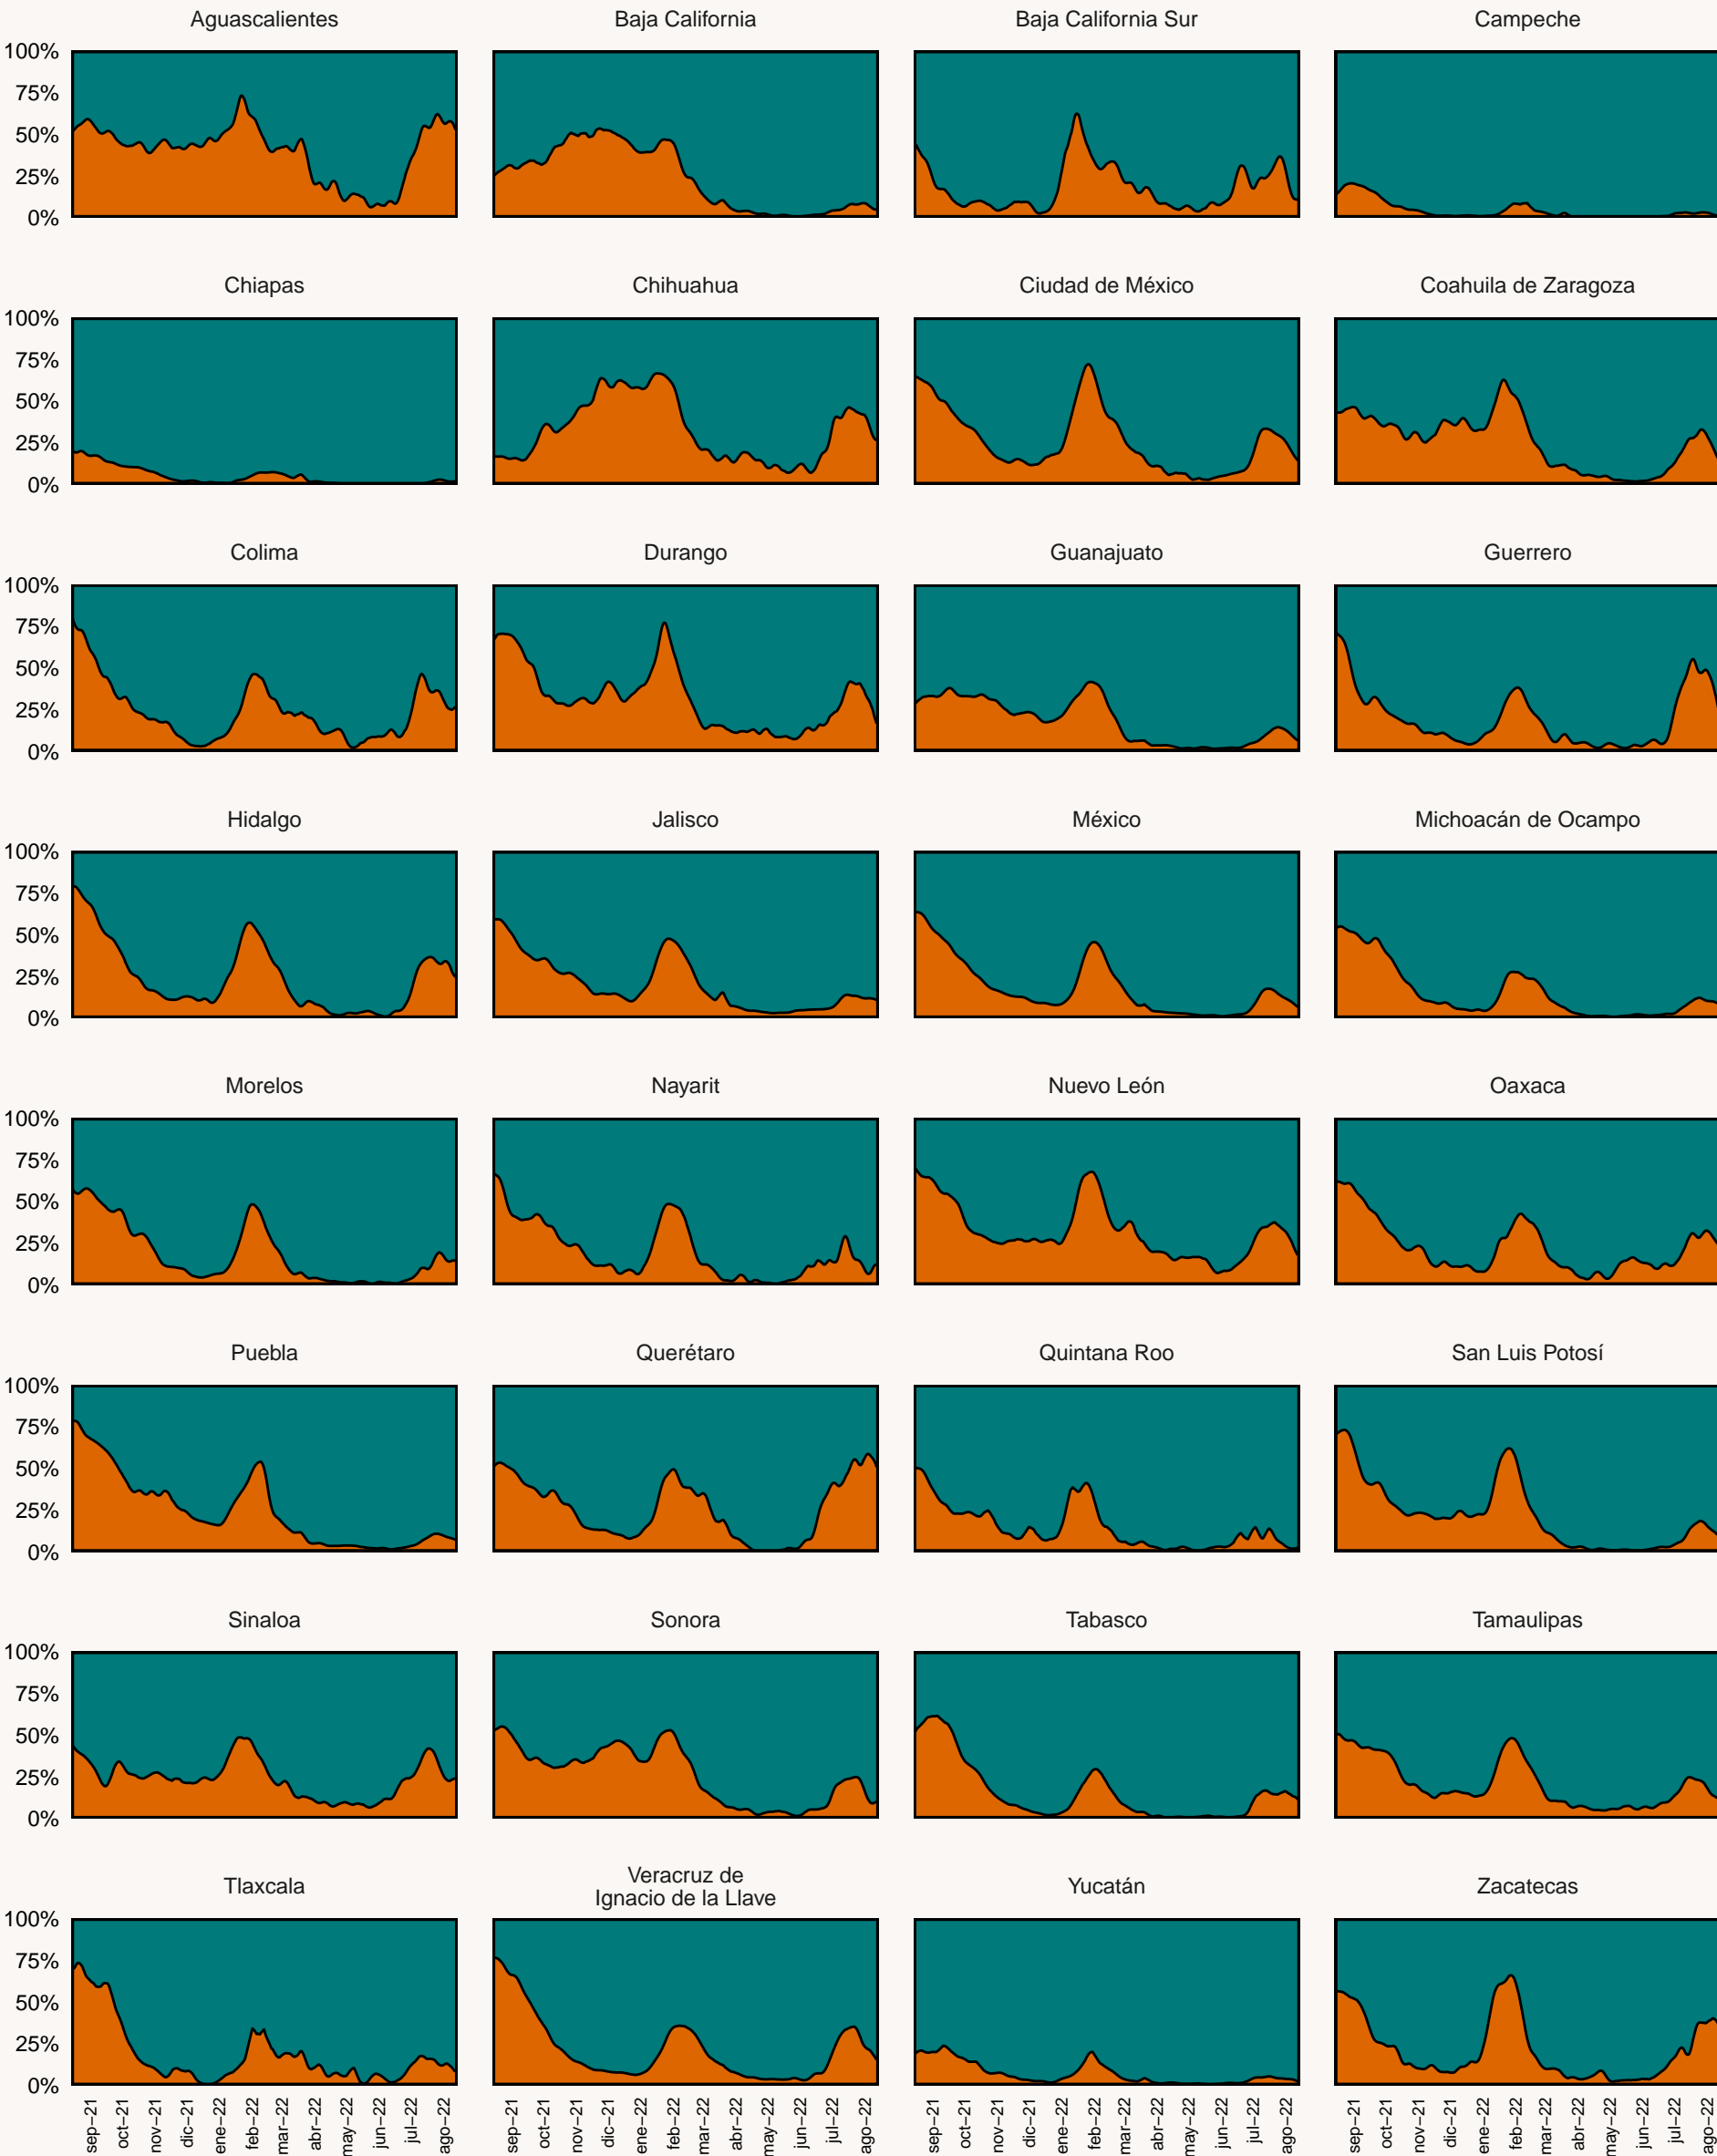 Aguascalientes
Baja California
Baja California Sur
Campeche
100%
75%
50%
25%
0%
Chiapas
Chihuahua
Ciudad de México
Coahuila de Zaragoza
100%
75%
50%
25%
0%
Colima
Durango
Guanajuato
Guerrero
100%
75%
50%
25%
0%
Hidalgo
Jalisco
México
Michoacán de Ocampo
100%
75%
50%
25%
0%
Morelos
Nayarit
Nuevo León
Oaxaca
100%
75%
50%
25%
0%
Puebla
Querétaro
Quintana Roo
San Luis Potosí
100%
75%
50%
25%
0%
Sinaloa
Sonora
Tabasco
Tamaulipas
100%
75%
50%
25%
0%
Tlaxcala
Veracruz de
Ignacio de la Llave
Yucatán
Zacatecas
100%
75%
50%
25%
0%
sep−21
oct−21
nov−21
dic−21
ene−22
feb−22
mar−22
abr−22
may−22
jun−22
jul−22
ago−22
sep−21
oct−21
nov−21
dic−21
ene−22
feb−22
mar−22
abr−22
may−22
jun−22
jul−22
ago−22
sep−21
oct−21
nov−21
dic−21
ene−22
feb−22
mar−22
abr−22
may−22
jun−22
jul−22
ago−22
sep−21
oct−21
nov−21
dic−21
ene−22
feb−22
mar−22
abr−22
may−22
jun−22
jul−22
ago−22